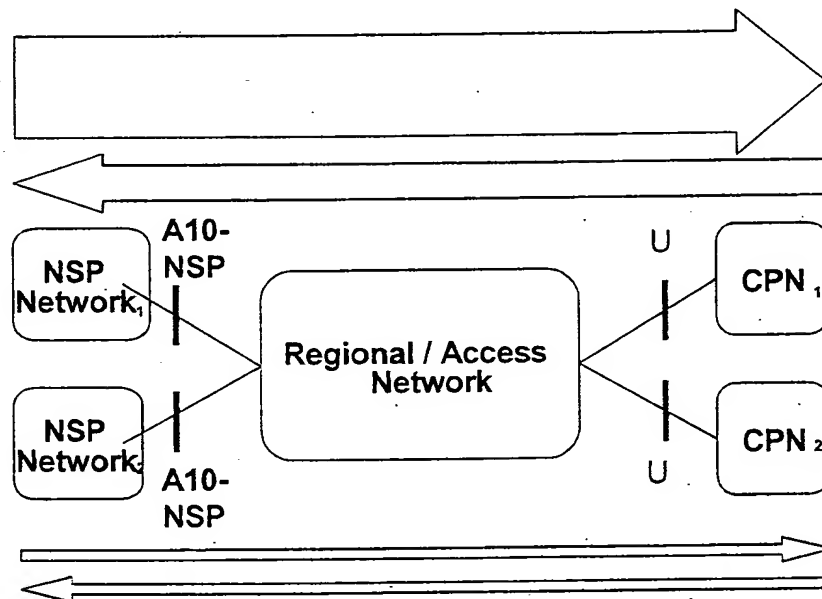 A10-
NSP
U
NSP
Network₁
CPN ₁
Regional / Access
Network
NSP
Network₂
CPN ₂
A10-
NSP
U